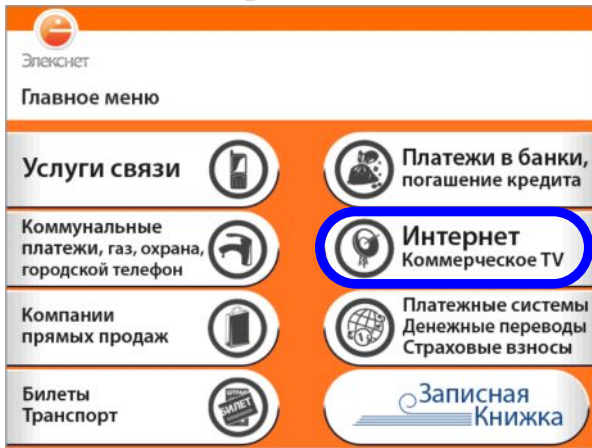 Элекснет
Главное меню
Услуги связи
Платежи в банки,
погашение кредита
Коммунальные
платежи, газ, охрана,
городской телефон
Интернет
Коммерческое TV
Компании
прямых продаж
Платежные системы
Денежные переводы
Страховые взносы
Билеты
Транспорт
БИЛЕТ
Записная
Книжка